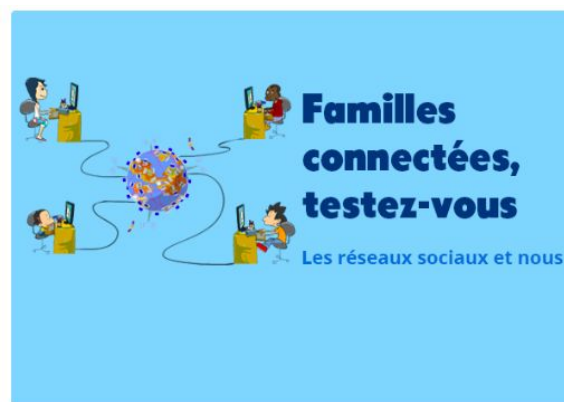 Familles
connectées,
testez-vous
Les réseaux sociaux et nous